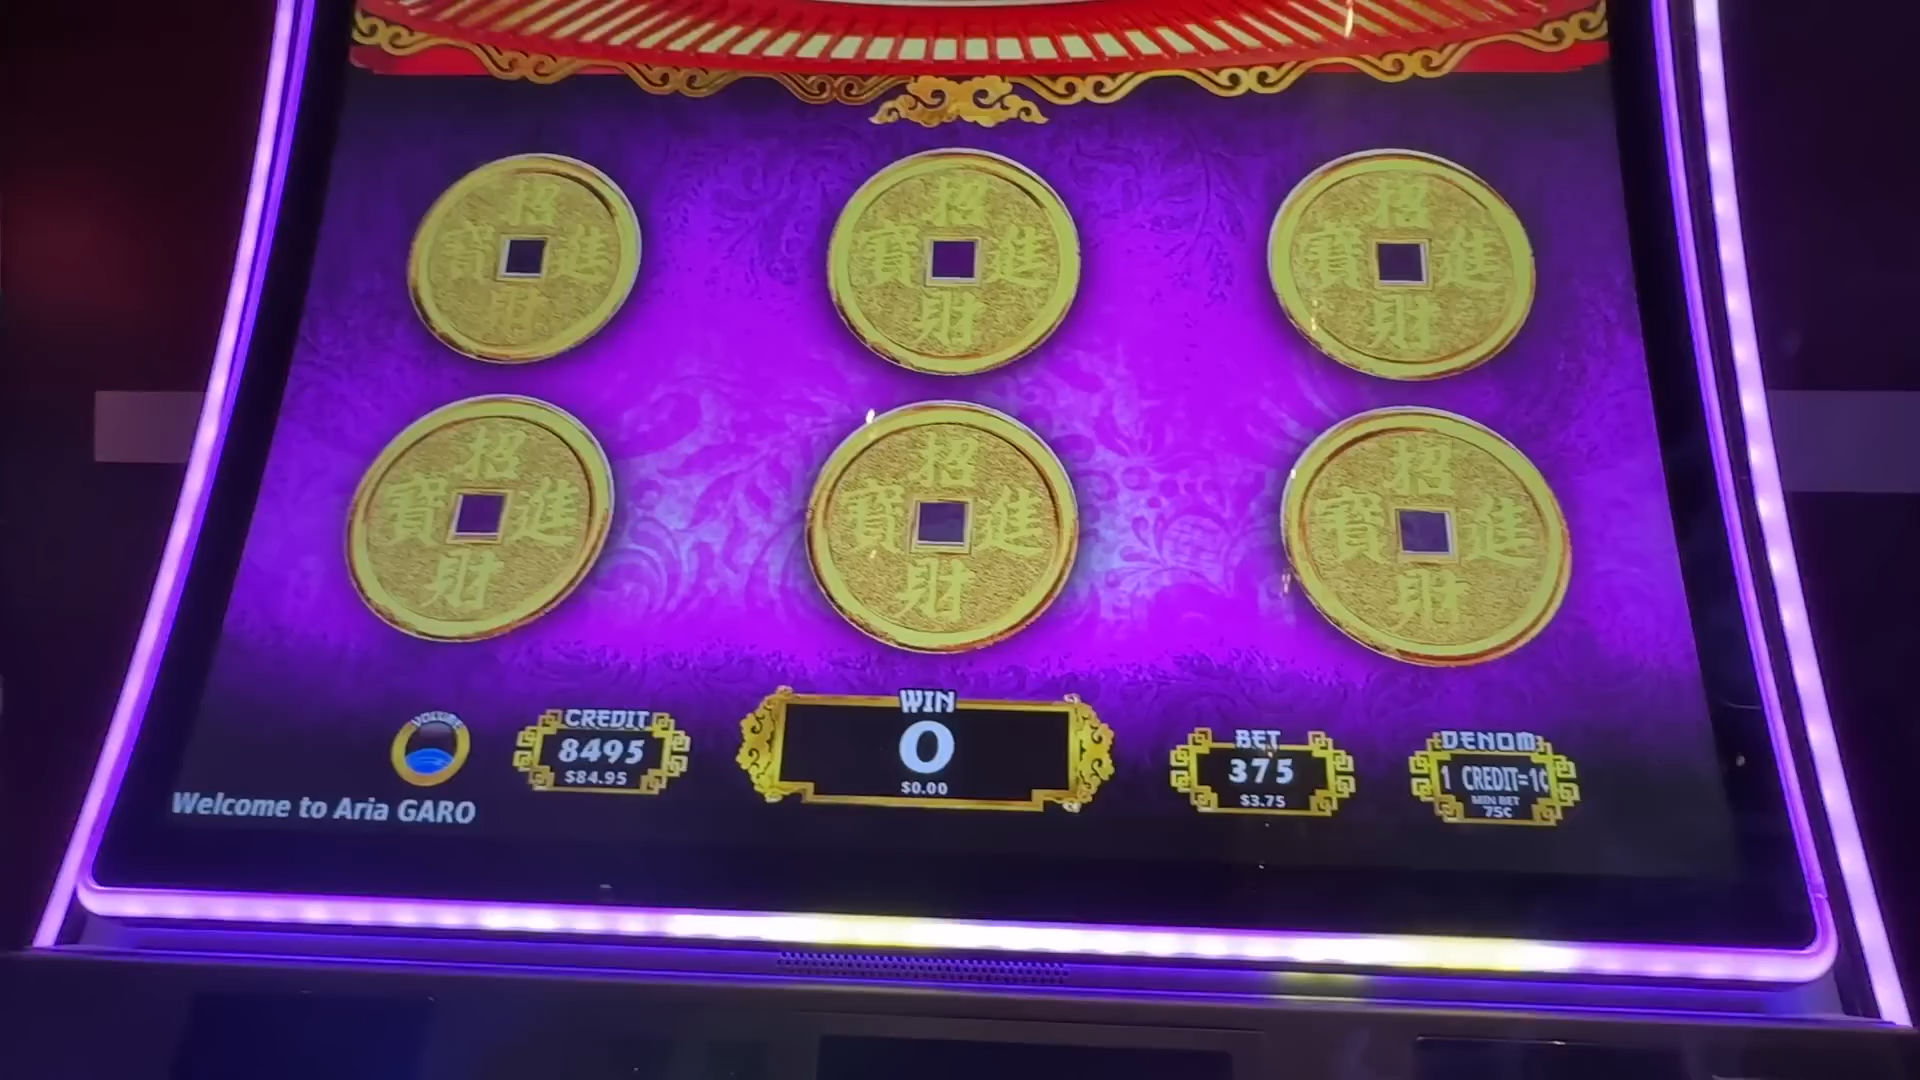 招
寶 進
財
招
寶 進
財
招
寶 進
財
招
寶 進
財
招
寶 進
財
招
寶 進
財
VOLUME
CREDIT
8495
$84.95
WIN
0
$0.00
BET
375
$3.75
DENOM
1 CREDIT=1¢
MIN BET
75¢
Welcome to Aria GARO